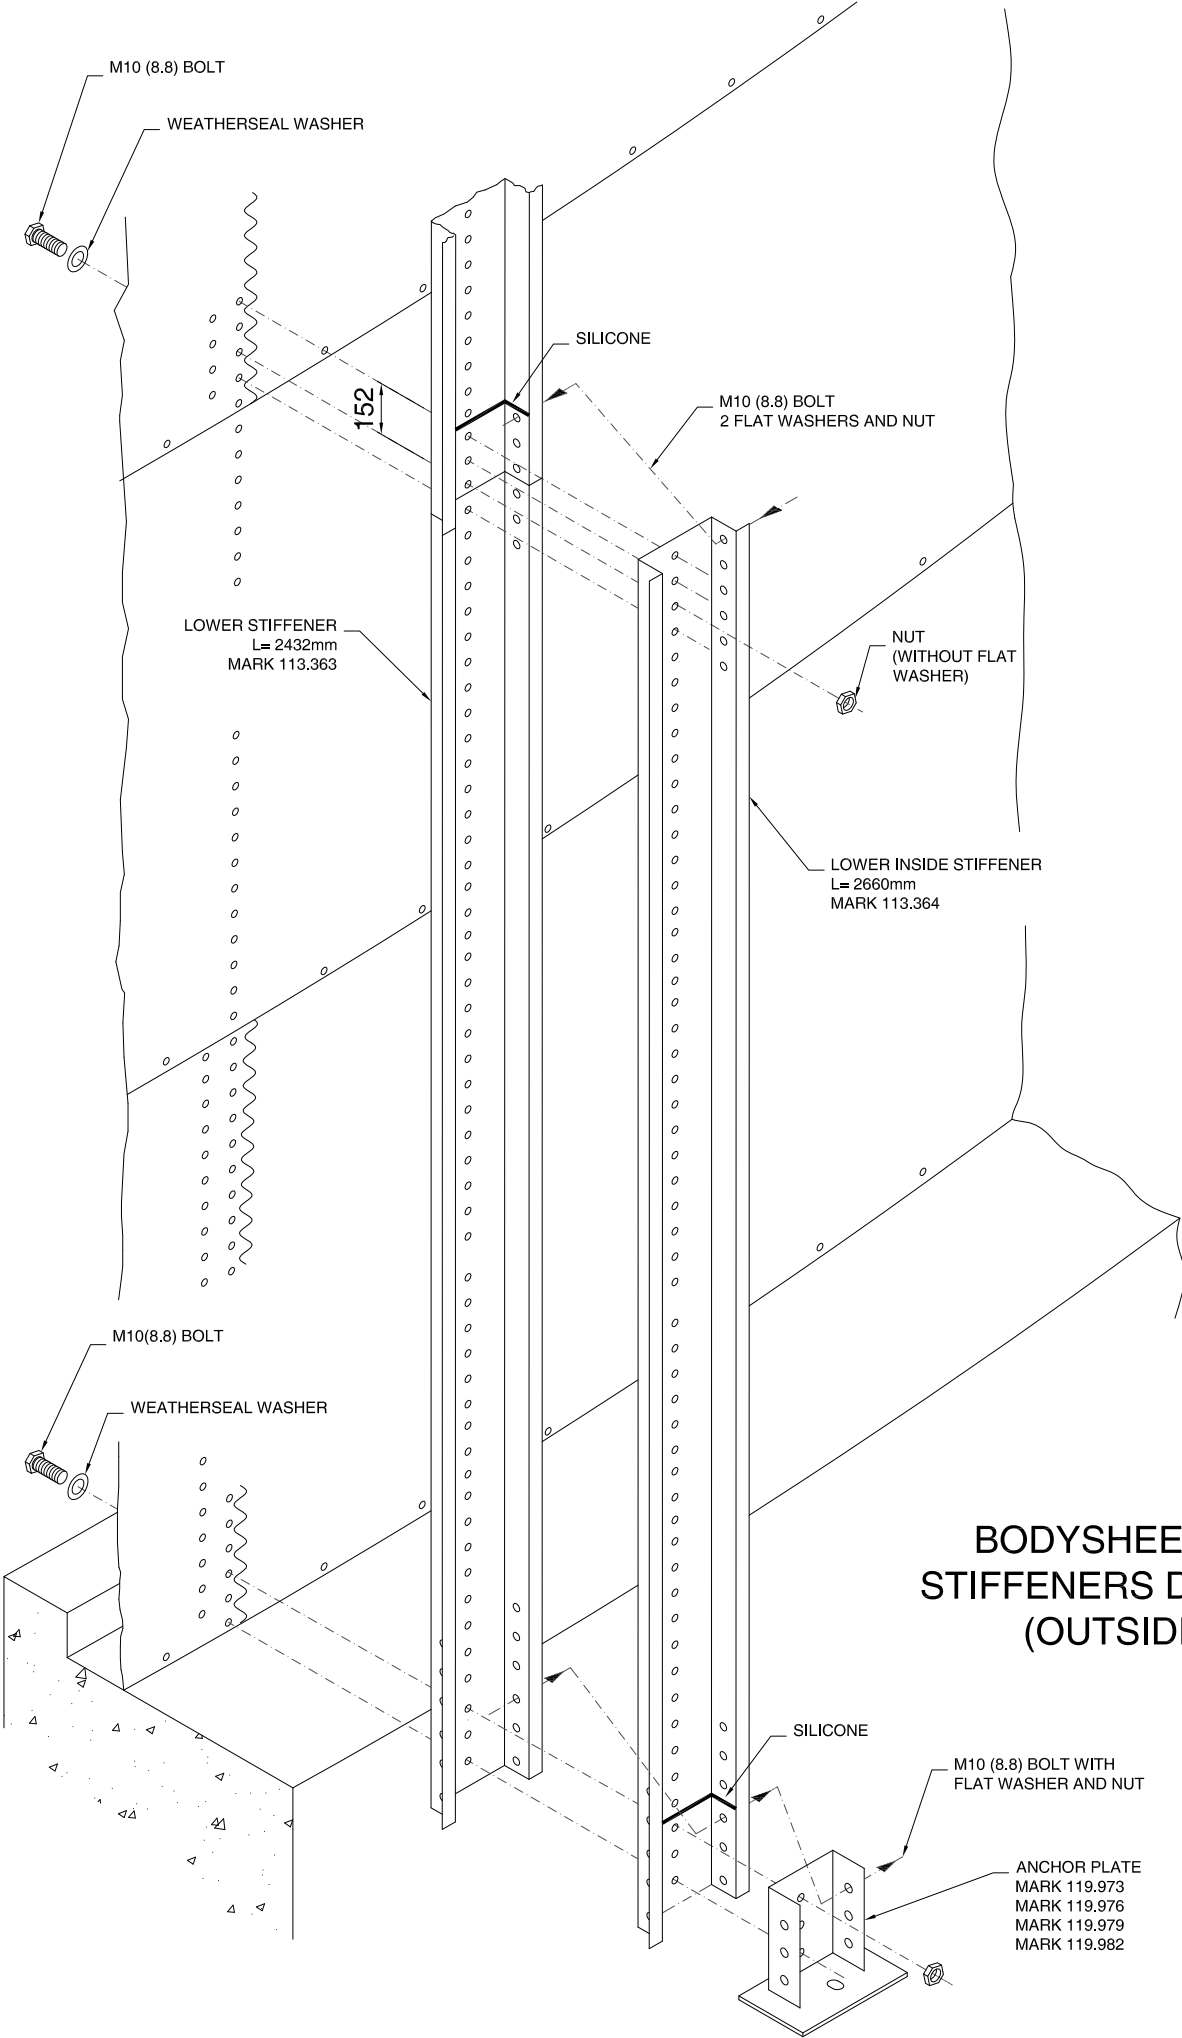 M10 (8.8) BOLT
WEATHERSEAL WASHER
SILICONE
152
M10 (8.8) BOLT
2 FLAT WASHERS AND NUT
LOWER STIFFENER
L= 2432mm
MARK 113.363
NUT
(WITHOUT FLAT
WASHER)
LOWER INSIDE STIFFENER
L= 2660mm
MARK 113.364
M10(8.8) BOLT
WEATHERSEAL WASHER
BODYSHEE
STIFFENERS D
(OUTSID
SILICONE
M10 (8.8) BOLT WITH
FLAT WASHER AND NUT
ANCHOR PLATE
MARK 119.973
MARK 119.976
MARK 119.979
MARK 119.982